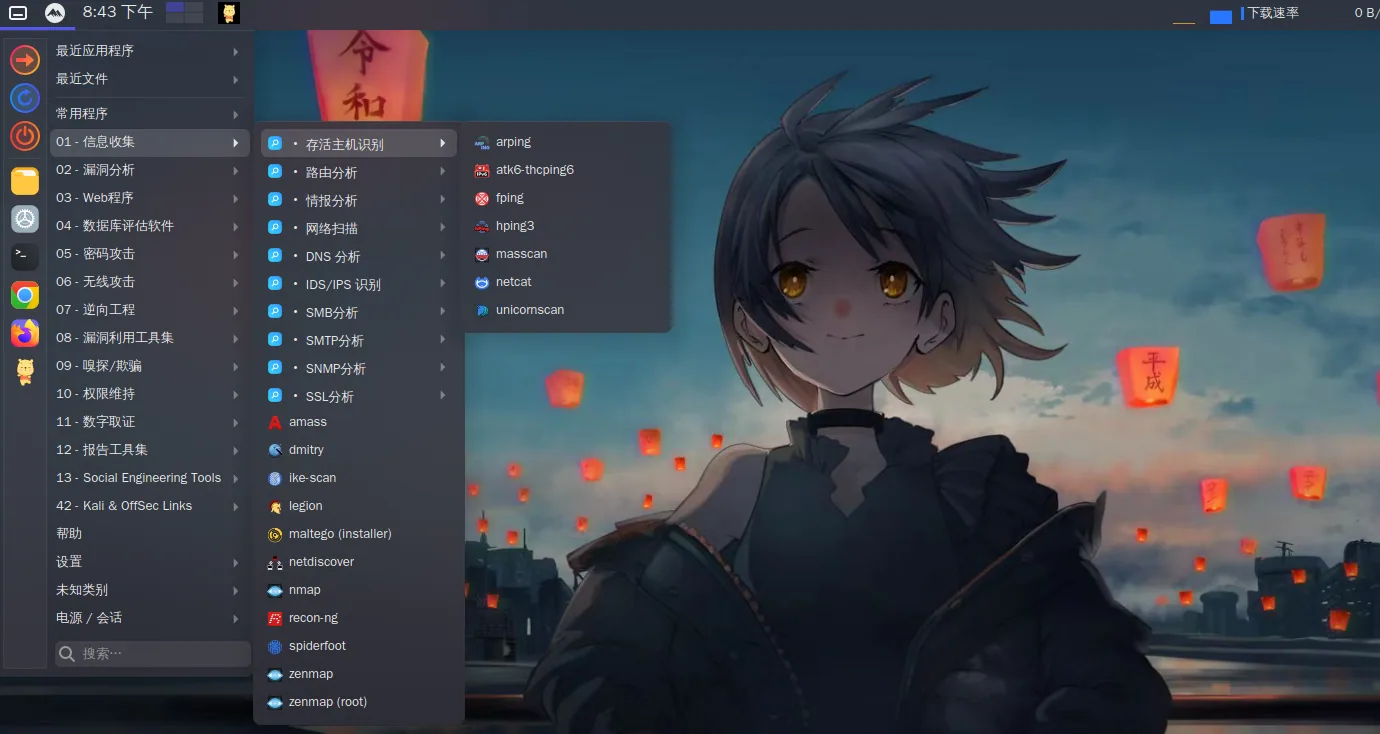 8:43 下午
下载速率
0 B/
最近应用程序
最近文件
常用程序
01 - 信息收集
02 - 漏洞分析
03 - Web程序
04 - 数据库评估软件
05 - 密码攻击
06 - 无线攻击
07 - 逆向工程
08 - 漏洞利用工具集
09 - 嗅探/欺骗
10 - 权限维持
11 - 数字取证
12 - 报告工具集
13 - Social Engineering Tools
42 - Kali & OffSec Links
帮助
设置
未知类别
电源 / 会话
搜索…
• 存活主机识别
• 路由分析
• 情报分析
• 网络扫描
• DNS 分析
• IDS/IPS 识别
• SMB分析
• SMTP分析
• SNMP分析
• SSL分析
amass
dmitry
ike-scan
legion
maltego (installer)
netdiscover
nmap
recon-ng
spiderfoot
zenmap
zenmap (root)
arping
atk6-thcping6
fping
hping3
masscan
netcat
unicornscan
令和
平成